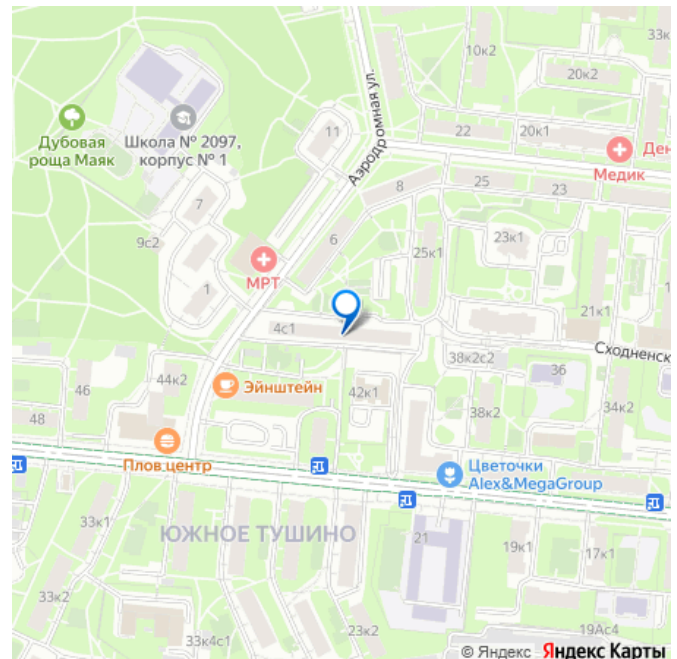 33к
10к2
20к2
Дубовая
роща Маяк
Школа № 2097,
корпус № 1
11
Аэродромная ул.
22
20к1
Ден
Медик
7
8
25
23
9с2
6
23к1
25к1
МРТ
1
21к1
4с1
Сходненск
38к2с2
36
46
44к2
Эйнштейн
42к1
38к2
34к2
48
Плов центр
Цветочки
Alex&MegaGroup
33к1
ЮЖНОЕ ТУШИНО
21
19к1
17к1
33к2
23к2
19Ас4
33к4с1
© Яндекс Яндекс Карты